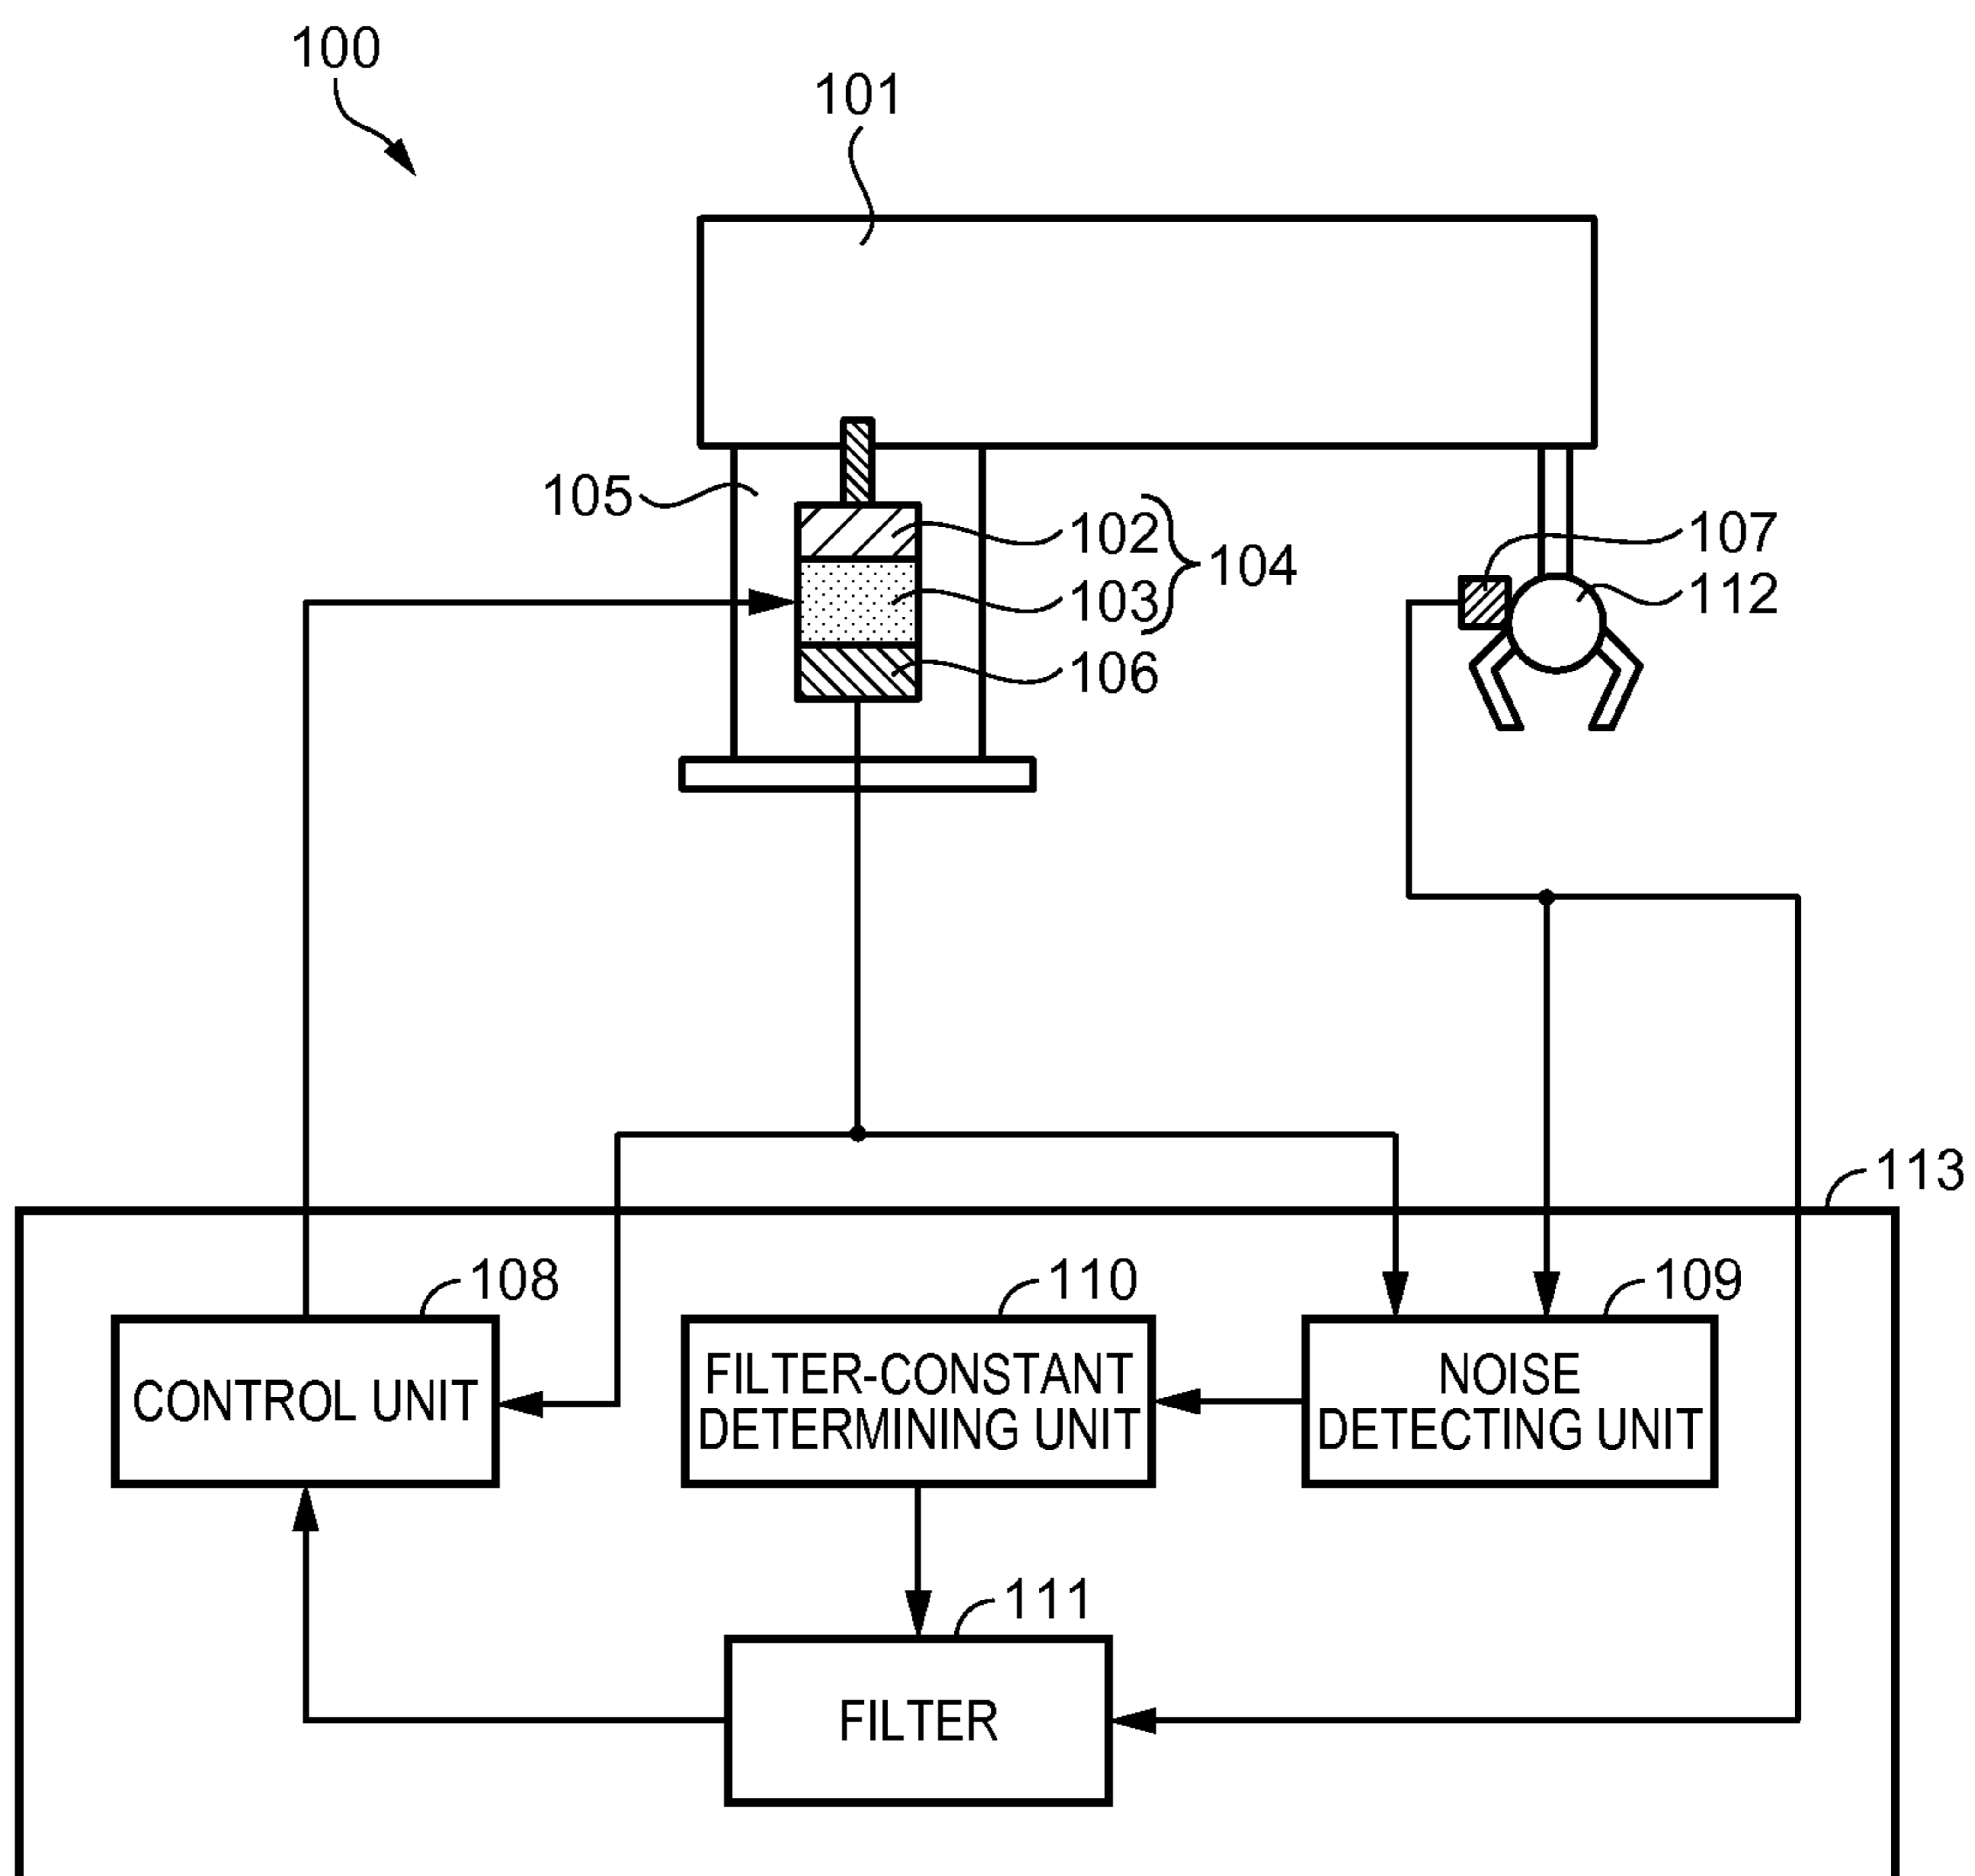 100
101
105
102
103
104
106
107
112
113
108
110
109
CONTROL UNIT
FILTER-CONSTANT
DETERMINING UNIT
NOISE
DETECTING UNIT
111
FILTER